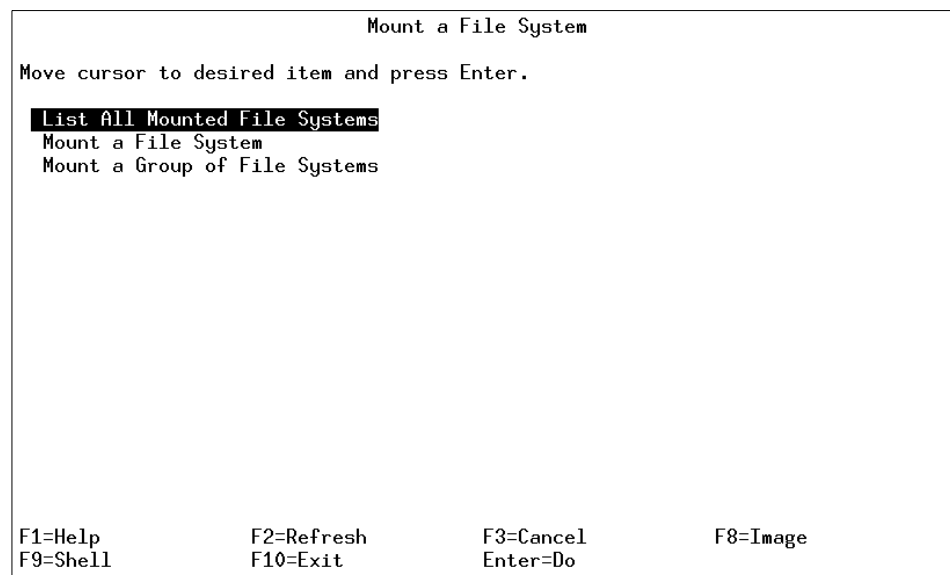 Mount a File System
Move cursor to desired item and press Enter.
List All Mounted File Systems
Mount a File System
Mount a Group of File Systems
F1=Help F2=Refresh F3=Cancel F8=Image
F9=Shell F10=Exit Enter=Do